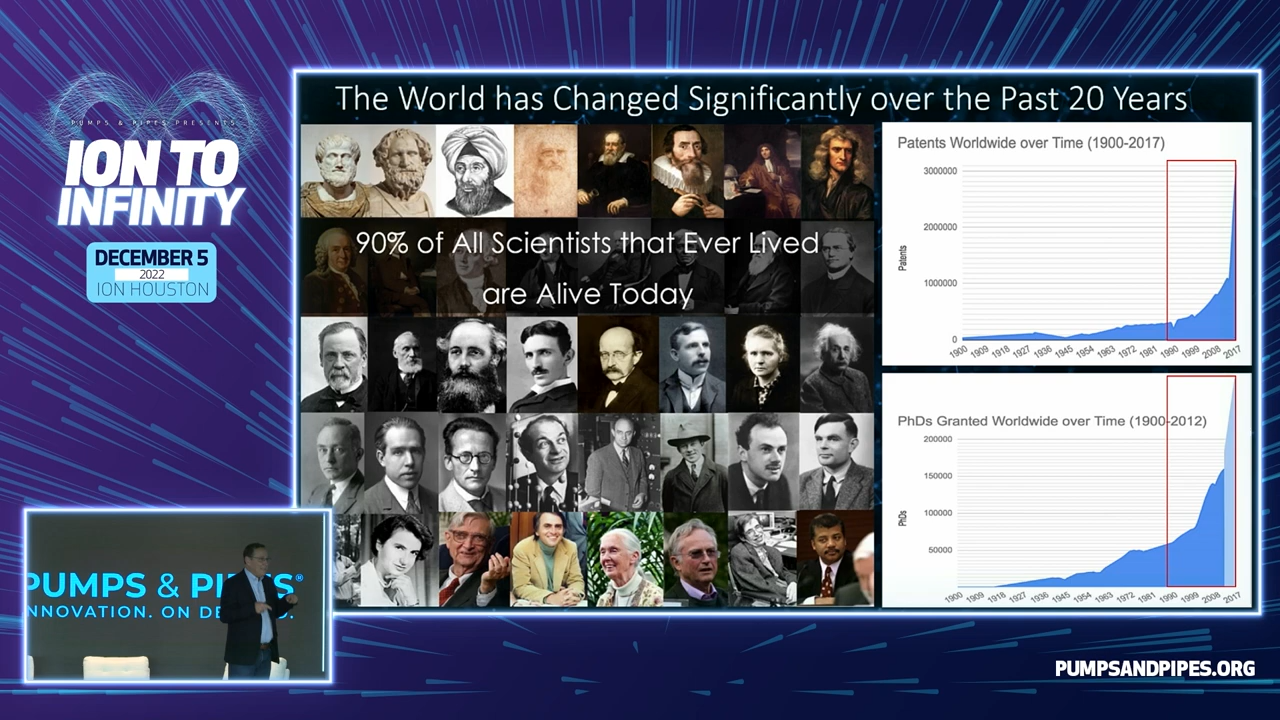 PUMPS & PIPES PRESENTS
ION TO
INFINITY
DECEMBER 5
2022
ION HOUSTON
The World has Changed Significantly over the Past 20 Years
90% of All Scientists that Ever Lived
are Alive Today
Patents Worldwide over Time (1900-2017)
Patents
3000000
2000000
1000000
0
1900 1909 1918 1927 1936 1945 1954 1963 1972 1981 1990 1999 2008 2017
PhDs Granted Worldwide over Time (1900-2012)
PhDs
200000
150000
100000
50000
1900 1909 1918 1927 1936 1945 1954 1963 1972 1981 1990 1999 2008 2017
PUMPS & PI S®
NNOVATION. ON DE
PUMPSANDPIPES.ORG